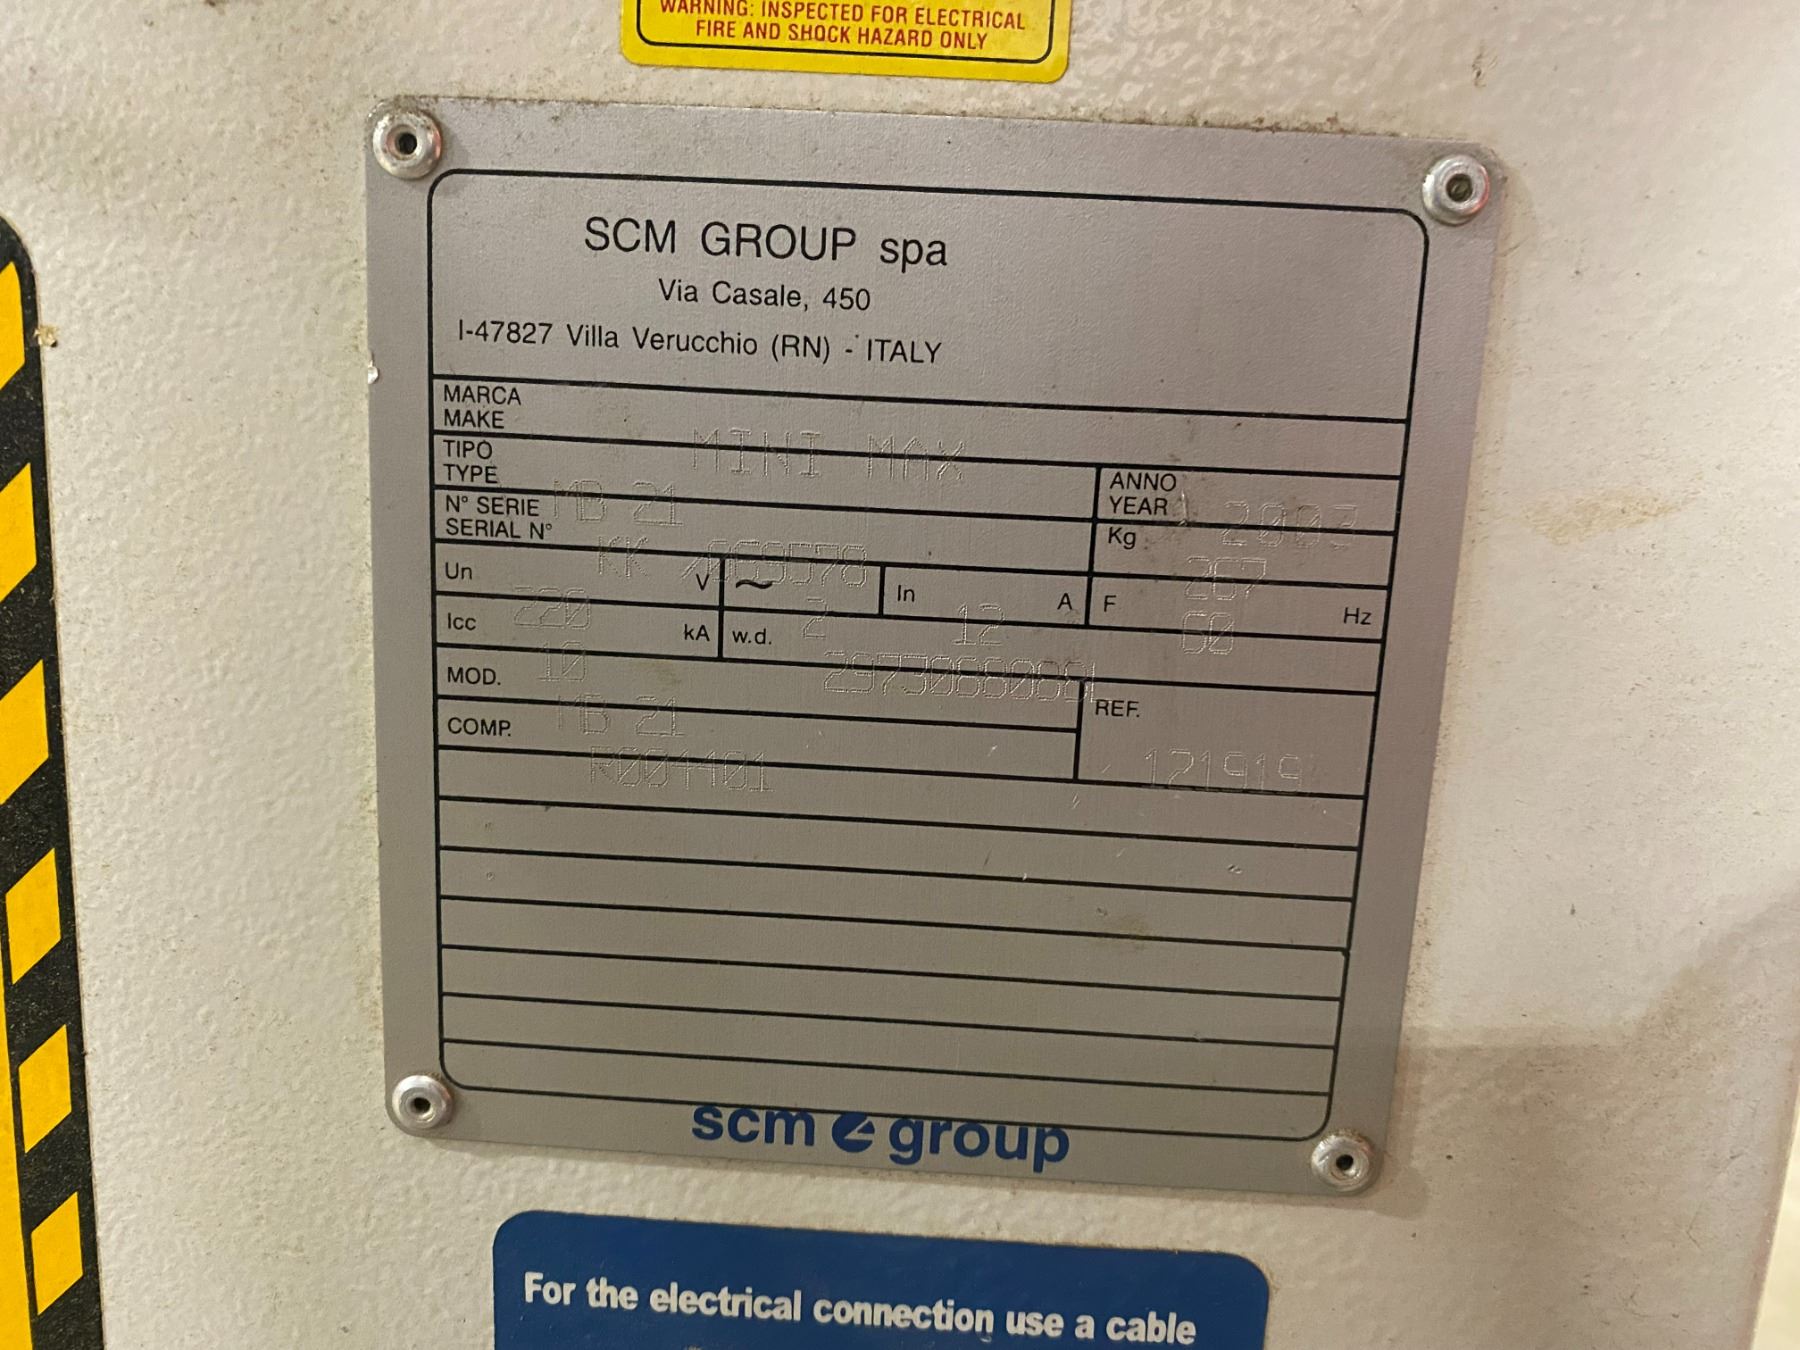 WARNING: INSPECTED FOR ELECTRICAL
FIRE AND SHOCK HAZARD ONLY
SCM GROUP spa
Via Casale, 450
I-47827 Villa Verucchio (RN) - ITALY
MARCA
MAKE
MINI MAX
TIPO
TYPE
MB 21
ANNO
YEAR
2003
N° SERIE
SERIAL N°
Kg
267
Un
220
V
~
2
In
12
A
F
60
Hz
Icc
10
kA
w.d.
MOD.
MB 21
REF.
121919
COMP.
R004401
scm group
For the electrical connection use a cable